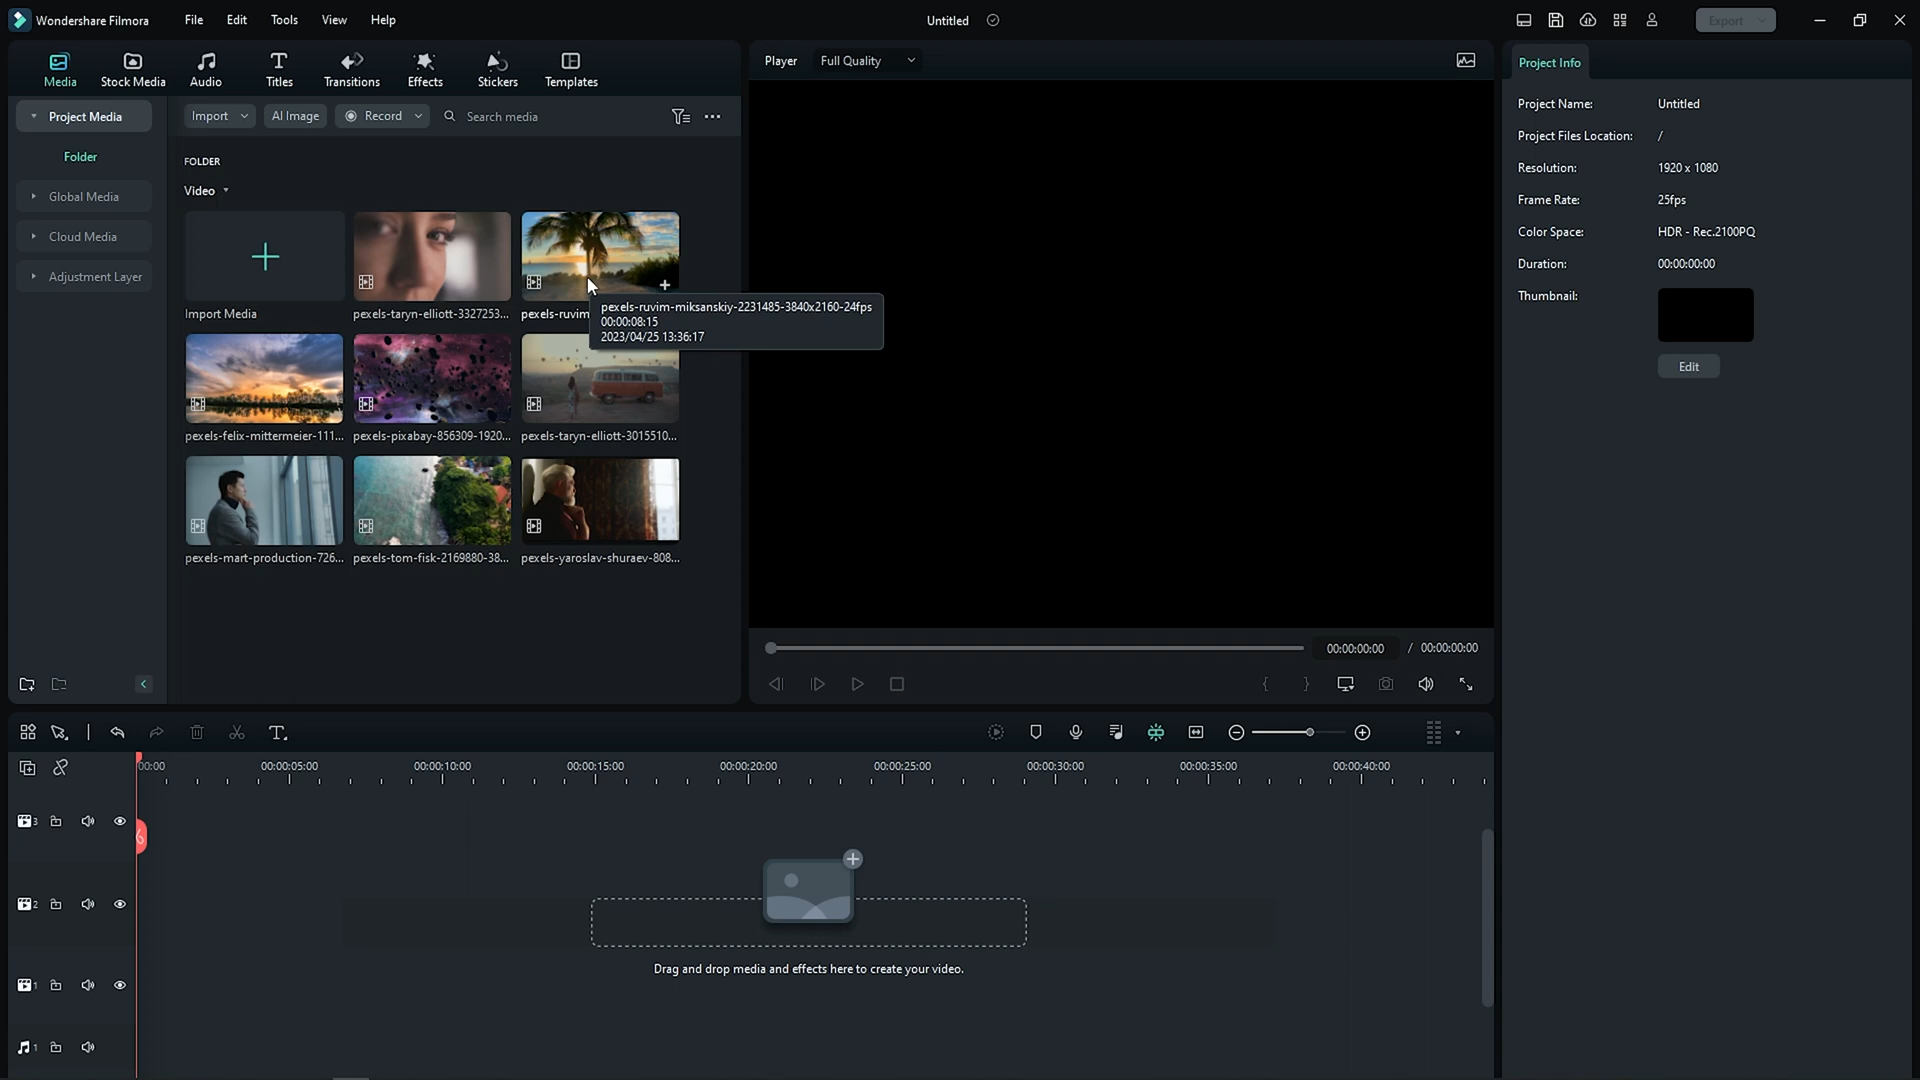 Wondershare Filmora
File
Edit
Tools
View
Help
Untitled
Export
Media
Stock Media
Audio
Titles
Transitions
Effects
Stickers
Templates
Player
Full Quality
Project Info
Project Media
Import
AI Image
Record
Search media
Folder
Global Media
Cloud Media
Adjustment Layer
FOLDER
Video
Import Media
pexels-taryn-elliott-3327253...
pexels-ruvim
pexels-ruvim-miksanskiy-2231485-3840x2160-24fps
00:00:08:15
2023/04/25 13:36:17
pexels-felix-mittermeier-111...
pexels-pixabay-856309-1920...
pexels-taryn-elliott-3015510...
pexels-mart-production-726...
pexels-tom-fisk-2169880-38...
pexels-yaroslav-shuraev-808...
Project Name: Untitled
Project Files Location: /
Resolution: 1920 x 1080
Frame Rate: 25fps
Color Space: HDR - Rec.2100PQ
Duration: 00:00:00:00
Thumbnail:
Edit
00:00:00:00 / 00:00:00:00
00:00
00:00:05:00
00:00:10:00
00:00:15:00
00:00:20:00
00:00:25:00
00:00:30:00
00:00:35:00
00:00:40:00
3
2
1
1
Drag and drop media and effects here to create your video.